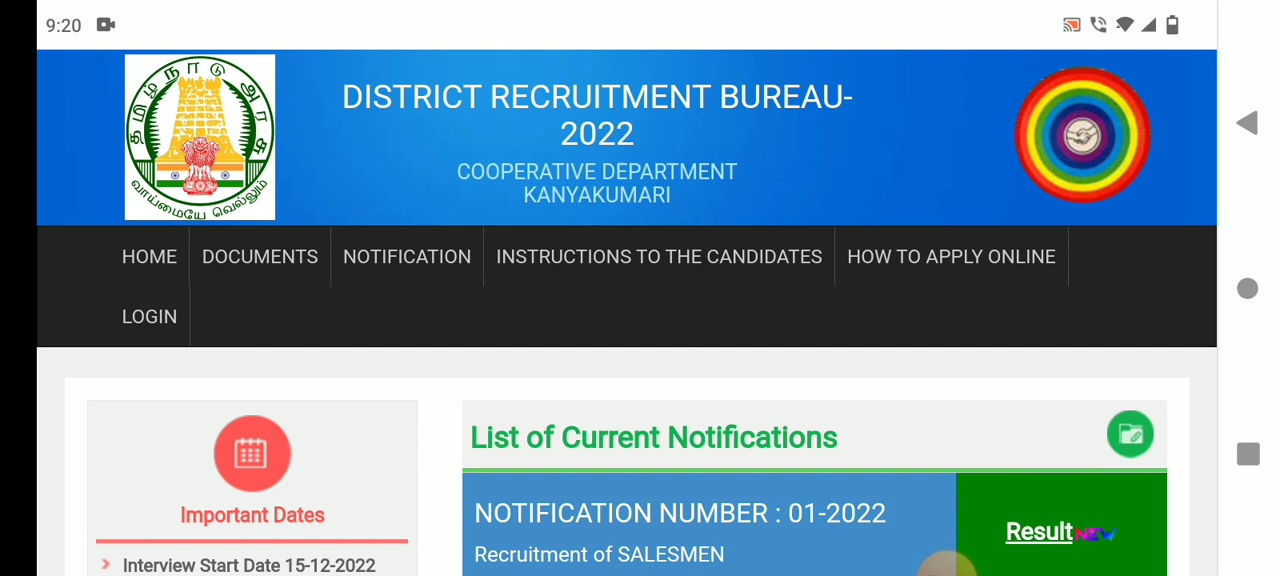 9:20
தமிழ்நாடு அரசு
வாய்மையே வெல்லும்
DISTRICT RECRUITMENT BUREAU-
2022
COOPERATIVE DEPARTMENT
KANYAKUMARI
HOME
DOCUMENTS
NOTIFICATION
INSTRUCTIONS TO THE CANDIDATES
HOW TO APPLY ONLINE
LOGIN
Important Dates
Interview Start Date 15-12-2022
List of Current Notifications
NOTIFICATION NUMBER : 01-2022
Recruitment of SALESMEN
Result NEW